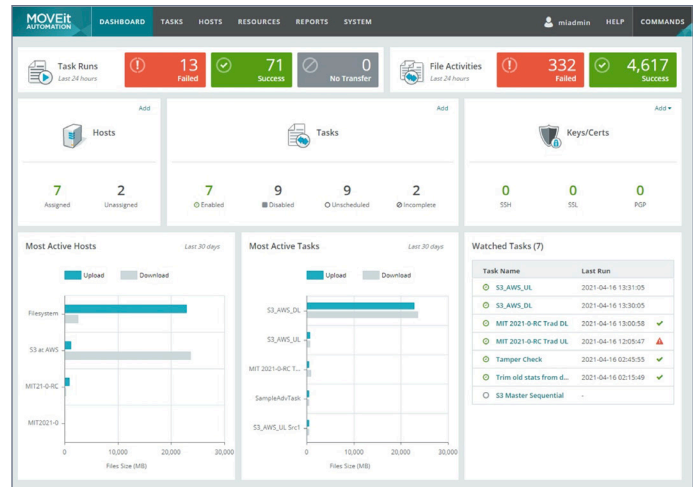 MOVEit AUTOMATION DASHBOARD TASKS HOSTS RESOURCES REPORTS SYSTEM miadmin HELP COMMANDS
Task Runs
Last 24 hours
13
Failed
71
Success
0
No Transfer
File Activities
Last 24 hours
332
Failed
4,617
Success
Add
Hosts
7
Assigned
2
Unassigned
Add
Tasks
7
Enabled
9
Disabled
9
Unscheduled
2
Incomplete
Add
Keys/Certs
0
SSH
0
SSL
0
PGP
Most Active Hosts Last 30 days
Upload Download
Filesystem
S3 at AWS
MIT21-0-RC
MIT2021-0
0 10,000 20,000 30,000
Files Size (MB)
Most Active Tasks Last 30 days
Upload Download
S3_AWS_DL
S3_AWS_UL
MIT 2021-0-RC T...
SampleAdvTask
S3_AWS_UL Src1
0 10,000 20,000 30,000
Files Size (MB)
Watched Tasks (7)
Task Name Last Run
S3_AWS_UL 2021-04-16 13:31:05
S3_AWS_DL 2021-04-16 13:30:05
MIT 2021-0-RC Trad DL 2021-04-16 13:00:58
MIT 2021-0-RC Trad UL 2021-04-16 12:05:47
Tamper Check 2021-04-16 02:45:55
Trim old stats from d... 2021-04-16 02:15:49
S3 Master Sequential -